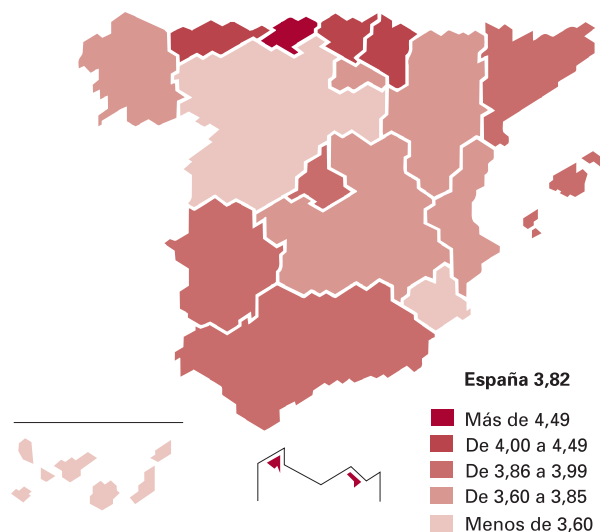 España 3,82
Más de 4,49
De 4,00 a 4,49
De 3,86 a 3,99
De 3,60 a 3,85
Menos de 3,60